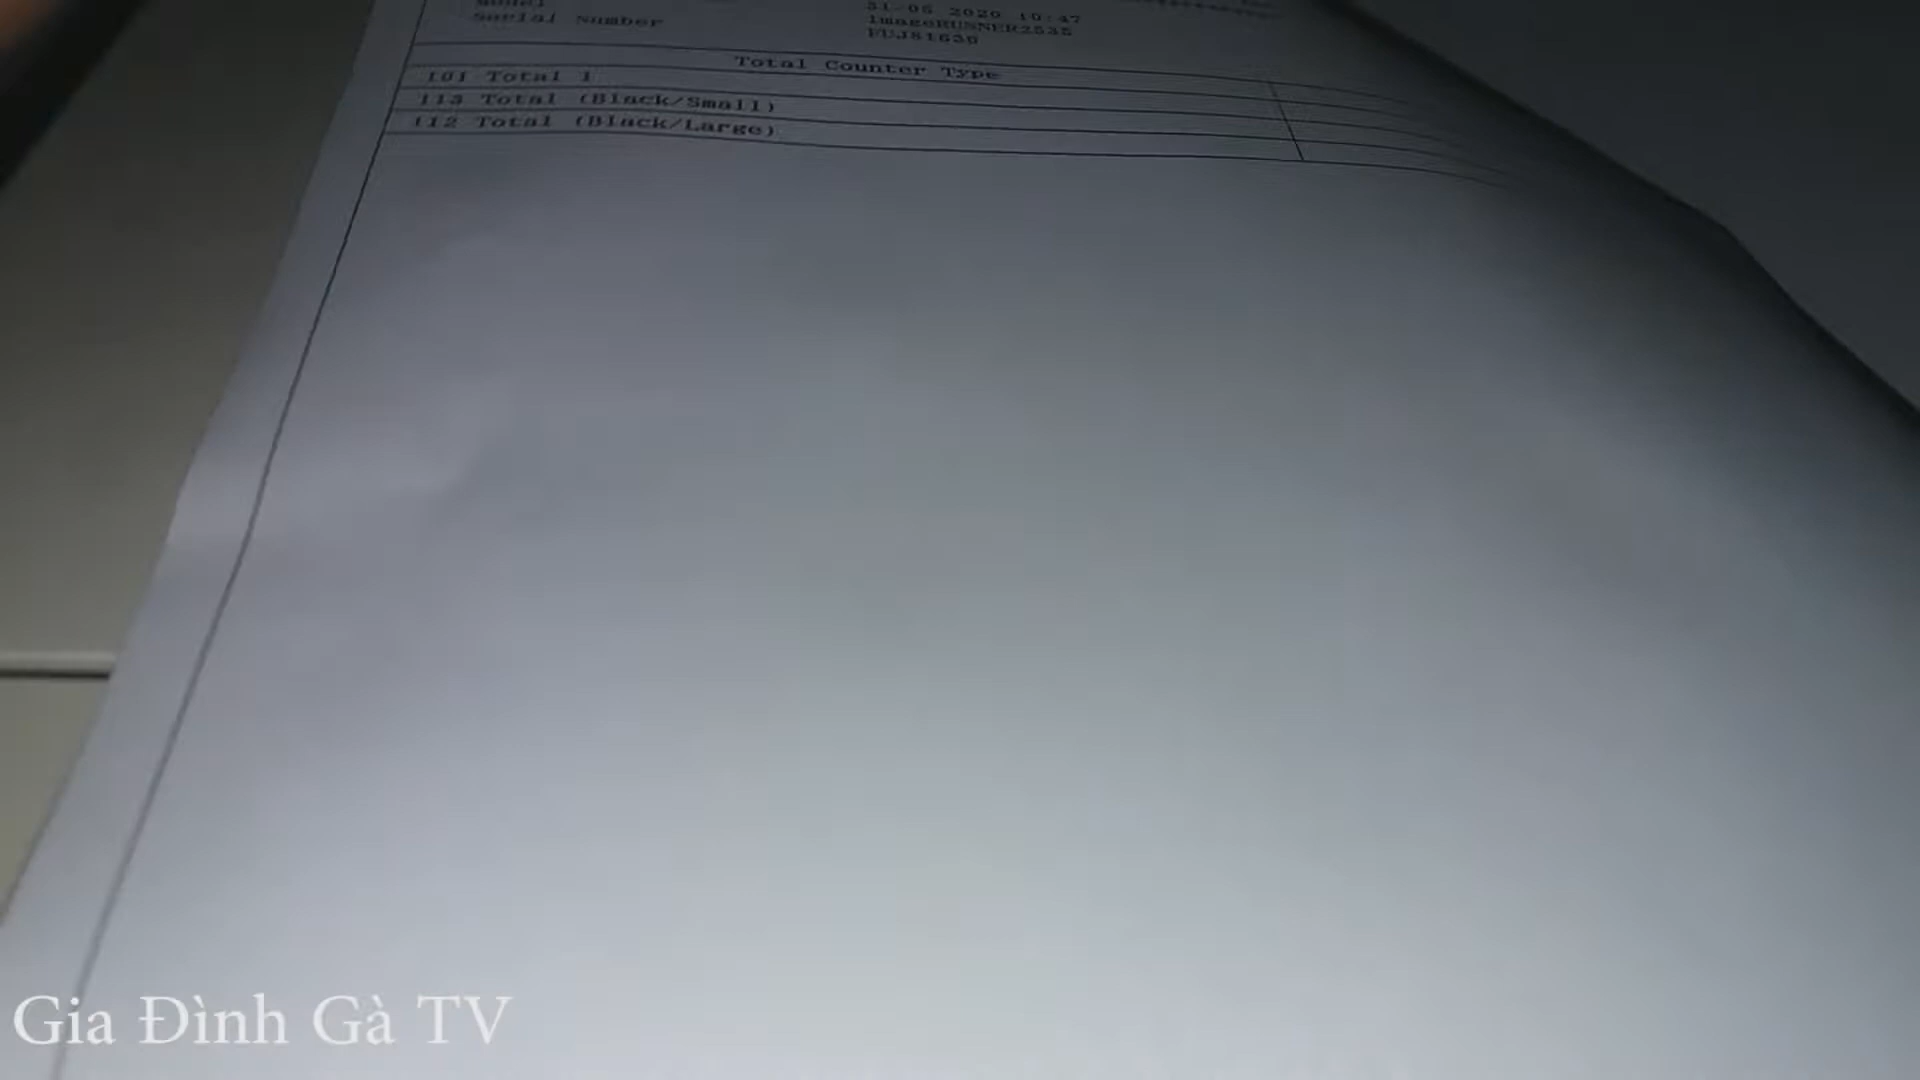 31-05 2020 10:47
Model imageRUNNER2535
Serial Number
Total Counter Type
101 Total 1
113 Total (Black/Small)
112 Total (Black/Large)
Gia Đình Gà TV